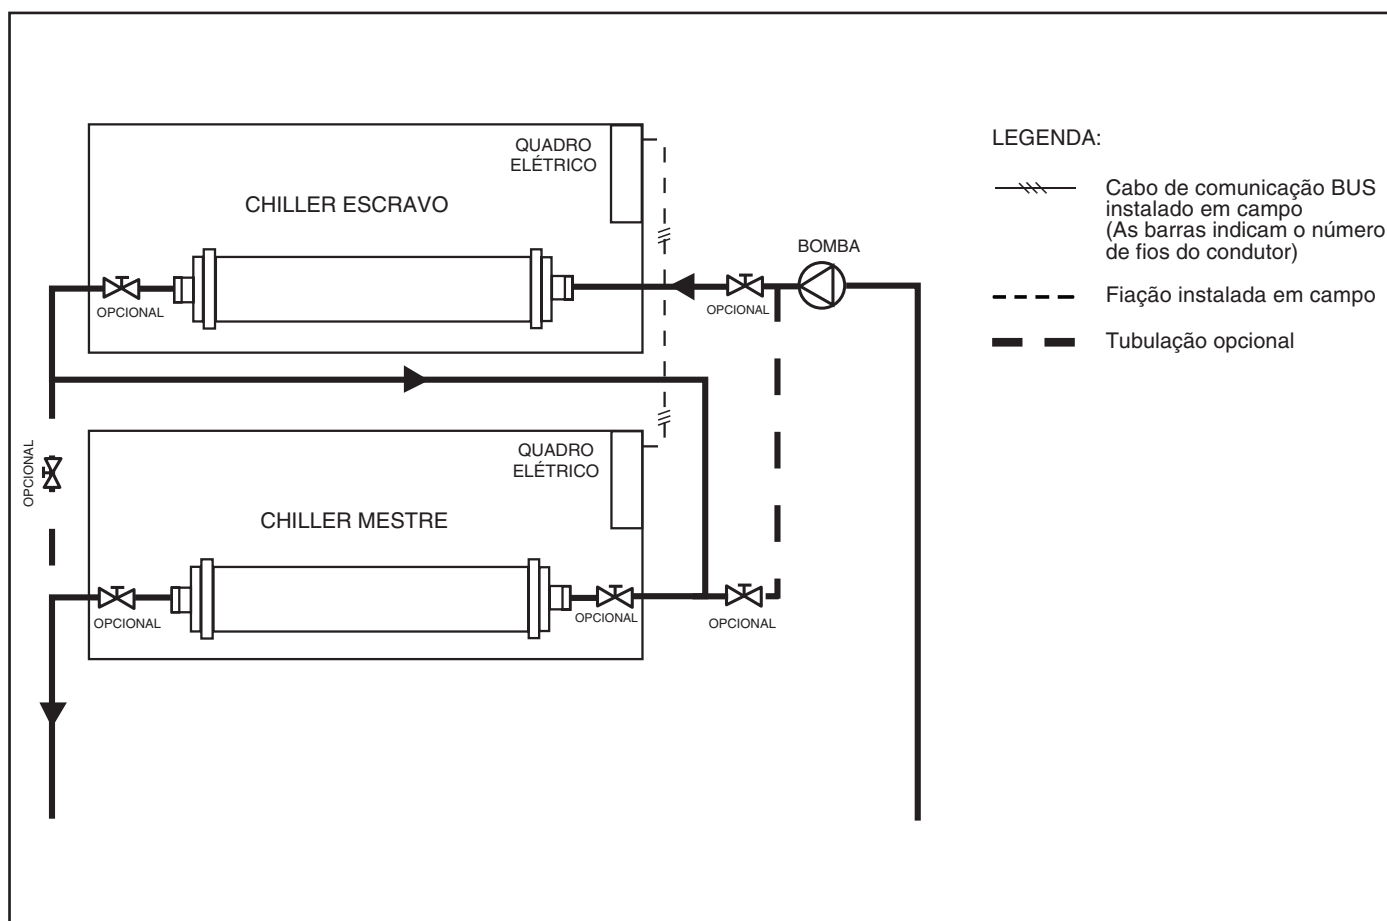 QUADRO
ELÉTRICO
CHILLER ESCRAVO
OPCIONAL
OPCIONAL
BOMBA
LEGENDA:
Cabo de comunicação BUS
instalado em campo
(As barras indicam o número
de fios do condutor)
Fiação instalada em campo
Tubulação opcional
OPCIONAL
QUADRO
ELÉTRICO
CHILLER MESTRE
OPCIONAL
OPCIONAL
OPCIONAL